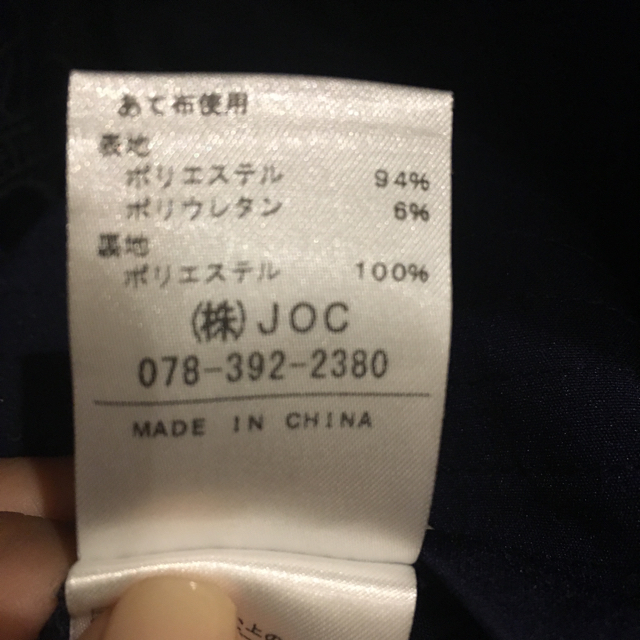 あて布使用
表地
ポリエステル 94%
ポリウレタン 6%
裏地
ポリエステル 100%
(株)JOC
078-392-2380
MADE IN CHINA
上の